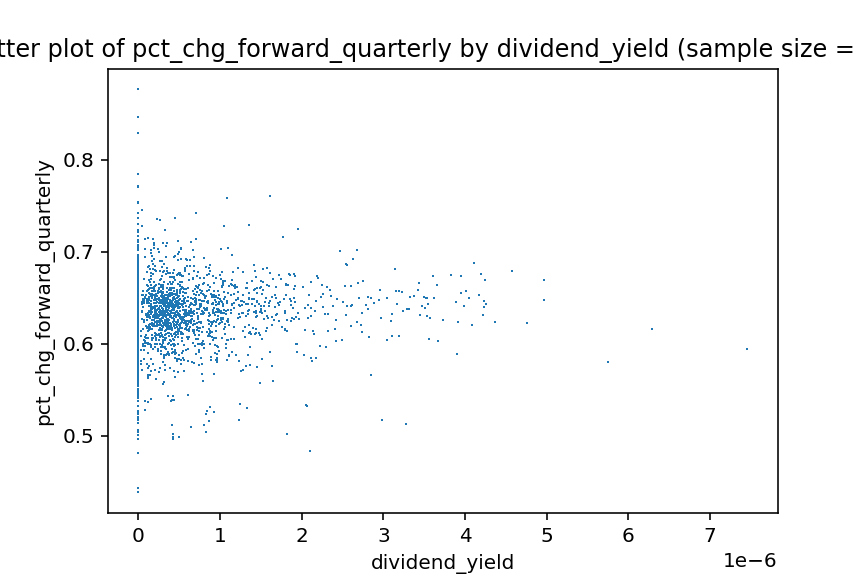 tter plot of pct_chg_forward_quarterly by dividend_yield (sample size =
pct_chg_forward_quarterly
0.8
0.7
0.6
0.5
0 1 2 3 4 5 6 7
dividend_yield
1e−6